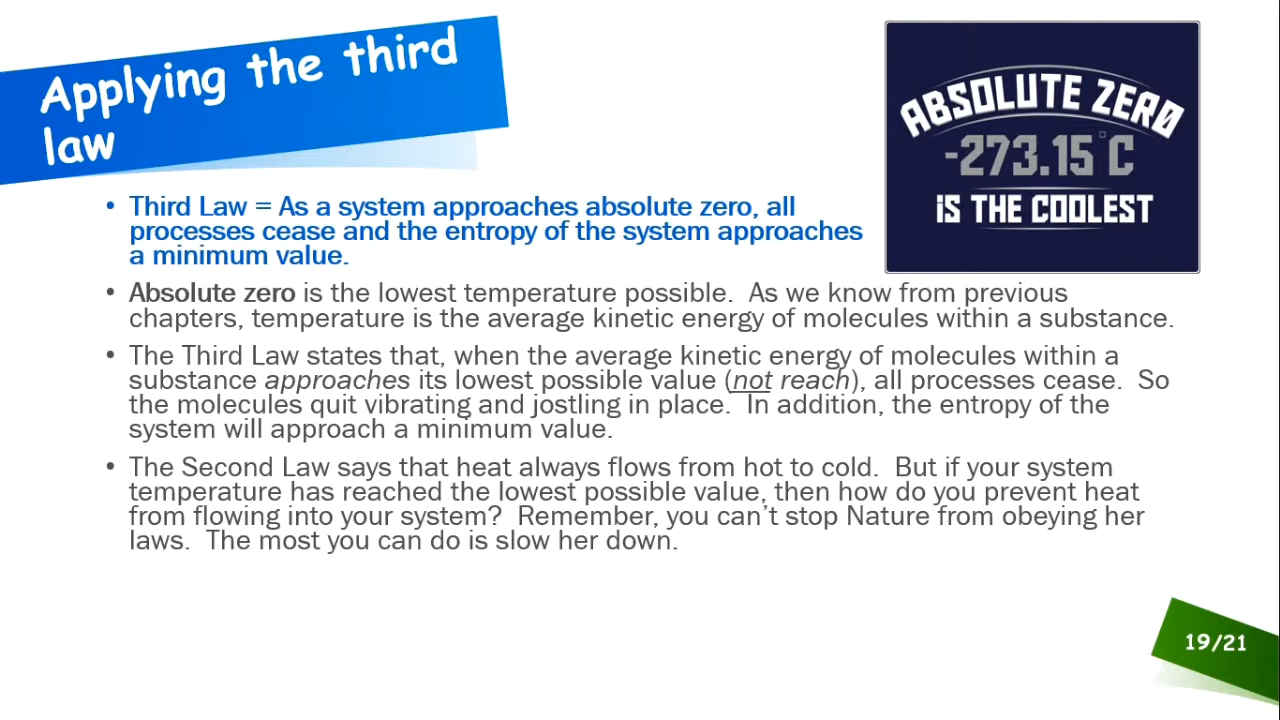 Applying the third
law
ABSOLUTE ZERO
-273.15°C
IS THE COOLEST
• Third Law = As a system approaches absolute zero, all
processes cease and the entropy of the system approaches
a minimum value.
• Absolute zero is the lowest temperature possible.  As we know from previous
chapters, temperature is the average kinetic energy of molecules within a substance.
• The Third Law states that, when the average kinetic energy of molecules within a
substance approaches its lowest possible value (not reach), all processes cease.  So
the molecules quit vibrating and jostling in place.  In addition, the entropy of the
system will approach a minimum value.
• The Second Law says that heat always flows from hot to cold.  But if your system
temperature has reached the lowest possible value, then how do you prevent heat
from flowing into your system?  Remember, you can’t stop Nature from obeying her
laws.  The most you can do is slow her down.
19/21